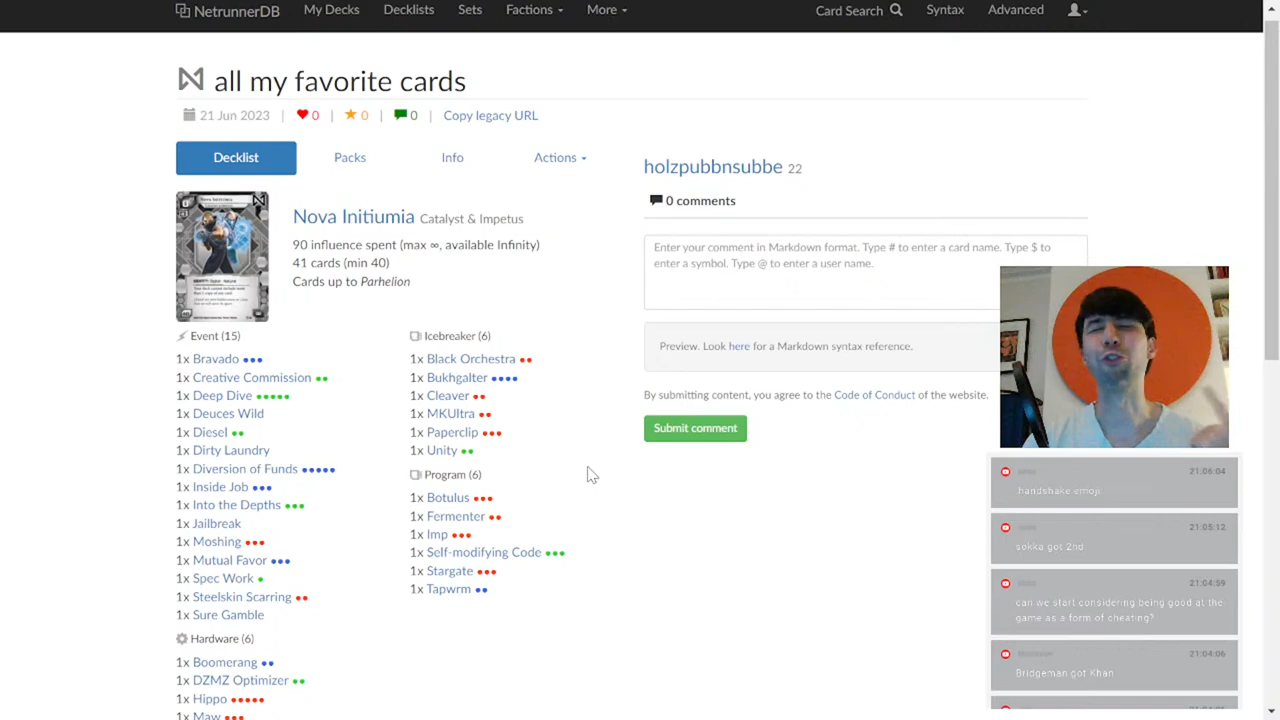 NetrunnerDB My Decks Decklists Sets Factions More Card Search Syntax Advanced
all my favorite cards
21 Jun 2023 | 0 | 0 | 0 | Copy legacy URL
Decklist Packs Info Actions
Nova Initiumia Catalyst & Impetus
90 influence spent (max ∞, available Infinity)
41 cards (min 40)
Cards up to Parhelion
Event (15)
1x Bravado •••
1x Creative Commission ••
1x Deep Dive •••••
1x Deuces Wild
1x Diesel ••
1x Dirty Laundry
1x Diversion of Funds •••••
1x Inside Job •••
1x Into the Depths •••
1x Jailbreak
1x Moshing •••
1x Mutual Favor •••
1x Spec Work •
1x Steelskin Scarring ••
1x Sure Gamble
Hardware (6)
1x Boomerang ••
1x DZMZ Optimizer ••
1x Hippo •••••
1x Maw •••
Icebreaker (6)
1x Black Orchestra ••
1x Bukhgalter ••••
1x Cleaver ••
1x MKUltra ••
1x Paperclip •••
1x Unity ••
Program (6)
1x Botulus •••
1x Fermenter ••
1x Imp •••
1x Self-modifying Code •••
1x Stargate •••
1x Tapwrm ••
holzpubbnsubbe 22
0 comments
Enter your comment in Markdown format. Type # to enter a card name. Type $ to
enter a symbol. Type @ to enter a user name.
Preview. Look here for a Markdown syntax reference.
By submitting content, you agree to the Code of Conduct of the website.
Submit comment
21:06:04
handshake emoji
21:05:12
sokka got 2nd
21:04:59
can we start considering being good at the
game as a form of cheating?
21:04:06
Bridgeman got Khan